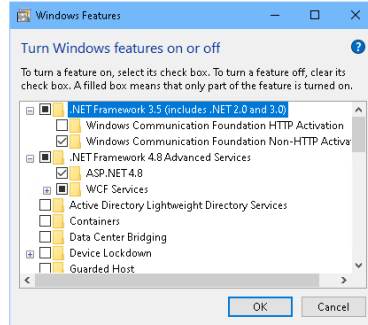 Windows Features
Turn Windows features on or off
To turn a feature on, select its check box. To turn a feature off, clear its
check box. A filled box means that only part of the feature is turned on.
.NET Framework 3.5 (includes .NET 2.0 and 3.0)
Windows Communication Foundation HTTP Activation
Windows Communication Foundation Non-HTTP Activa
.NET Framework 4.8 Advanced Services
ASP.NET 4.8
WCF Services
Active Directory Lightweight Directory Services
Containers
Data Center Bridging
Device Lockdown
Guarded Host
OK
Cancel